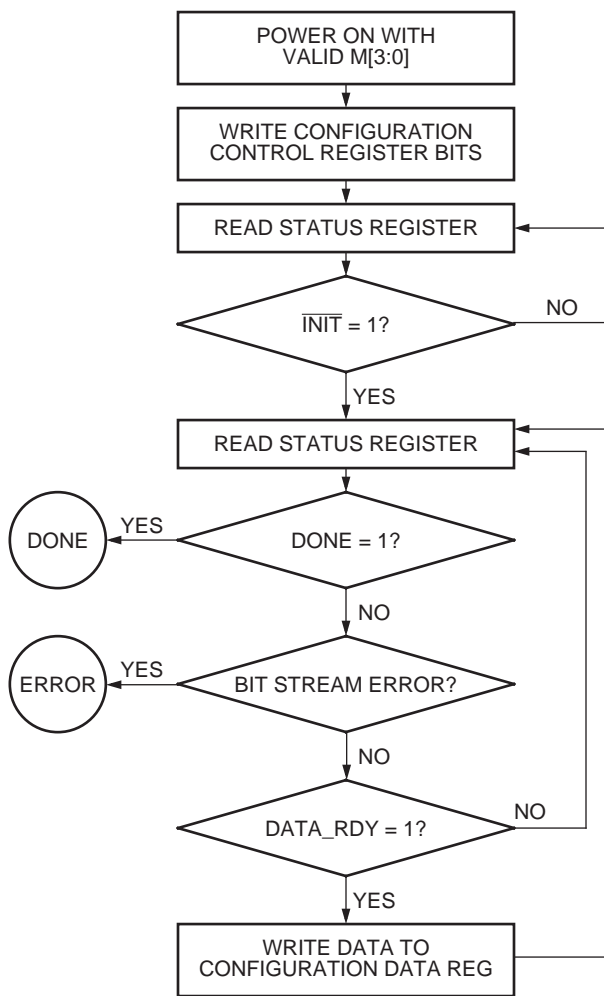 POWER ON WITH
VALID M[3:0]
WRITE CONFIGURATION
CONTROL REGISTER BITS
READ STATUS REGISTER
INIT = 1?
NO
YES
READ STATUS REGISTER
DONE
YES
DONE = 1?
NO
ERROR
YES
BIT STREAM ERROR?
NO
DATA_RDY = 1?
NO
YES
WRITE DATA TO
CONFIGURATION DATA REG